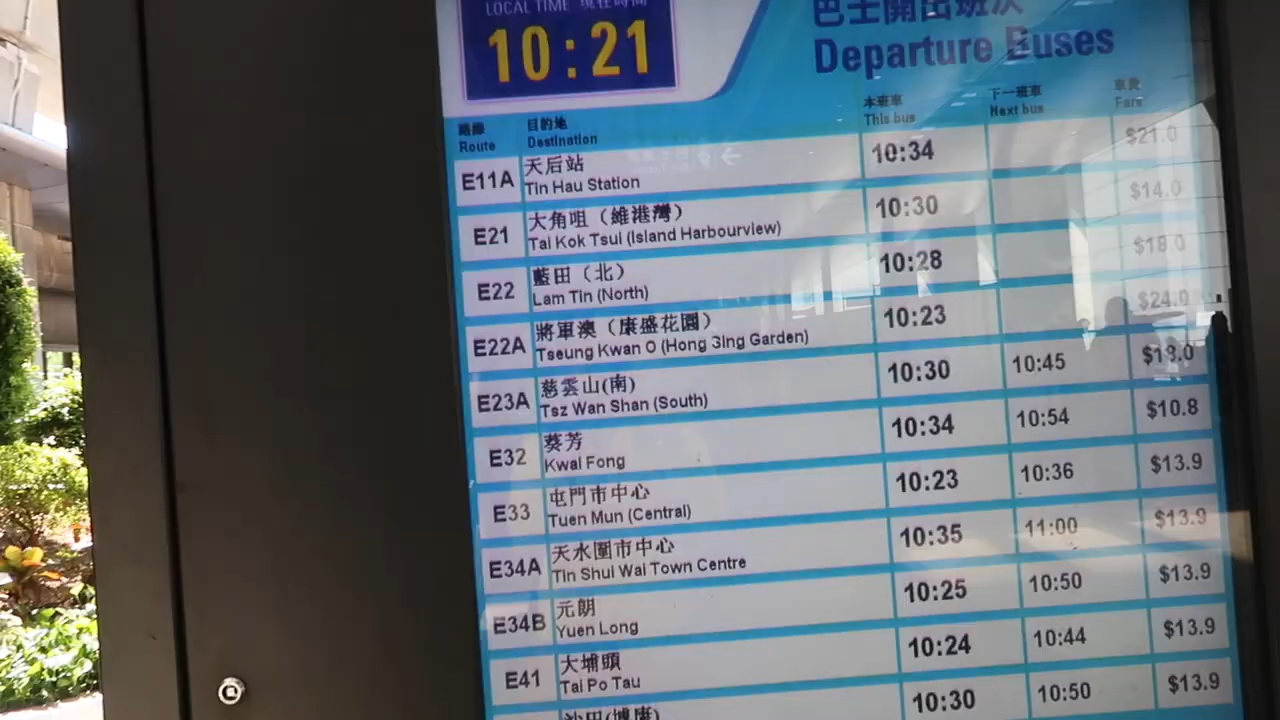 LOCAL TIME 現在時間
10:21
巴士開出班次
Departure Buses
路線 目的地 本班車 下一班車 車費
Route Destination This bus Next bus Fare
E11A 天后站 10:34 $21.0
Tin Hau Station
E21 大角咀（維港灣） 10:30 $14.0
Tai Kok Tsui (Island Harbourview)
E22 藍田（北） 10:28 $18.0
Lam Tin (North)
E22A 將軍澳（康盛花園） 10:23 $24.0
Tseung Kwan O (Hong Sing Garden)
E23A 慈雲山(南) 10:30 10:45 $18.0
Tsz Wan Shan (South)
E32 葵芳 10:34 10:54 $10.8
Kwai Fong
E33 屯門市中心 10:23 10:36 $13.9
Tuen Mun (Central)
E34A 天水圍市中心 10:35 11:00 $13.9
Tin Shui Wai Town Centre
E34B 元朗 10:25 10:50 $13.9
Yuen Long
E41 大埔頭 10:24 10:44 $13.9
Tai Po Tau
沙田(博康) 10:30 10:50 $13.9